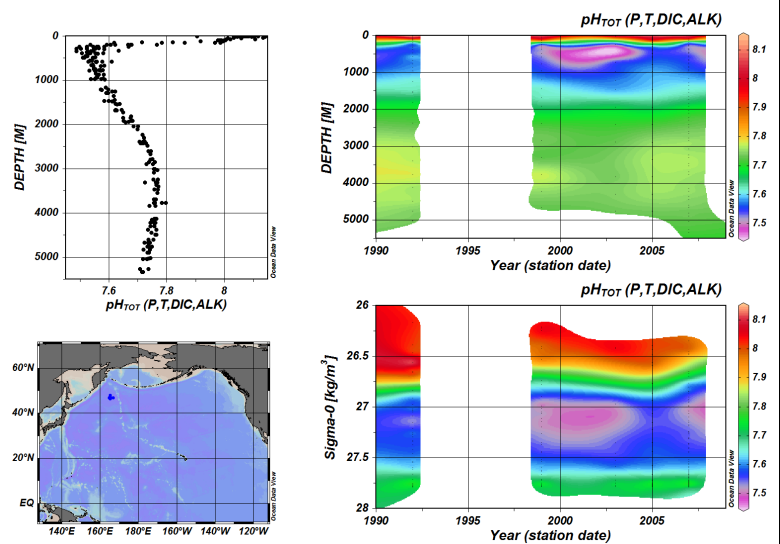 0
1000
2000
3000
4000
5000
DEPTH [M]
7.6
7.8
8
pHTOT (P,T,DIC,ALK)
Ocean Data View
pHTOT (P,T,DIC,ALK)
0
1000
2000
3000
4000
5000
DEPTH [M]
1990
1995
2000
2005
Year (station date)
Ocean Data View
8.1
8
7.9
7.8
7.7
7.6
7.5
60°N
40°N
20°N
EQ
140°E
160°E
180°E
160°W
140°W
120°W
Ocean Data View
pHTOT (P,T,DIC,ALK)
26
26.5
27
27.5
28
Sigma-0 [kg/m³]
1990
1995
2000
2005
Year (station date)
Ocean Data View
8.1
8
7.9
7.8
7.7
7.6
7.5